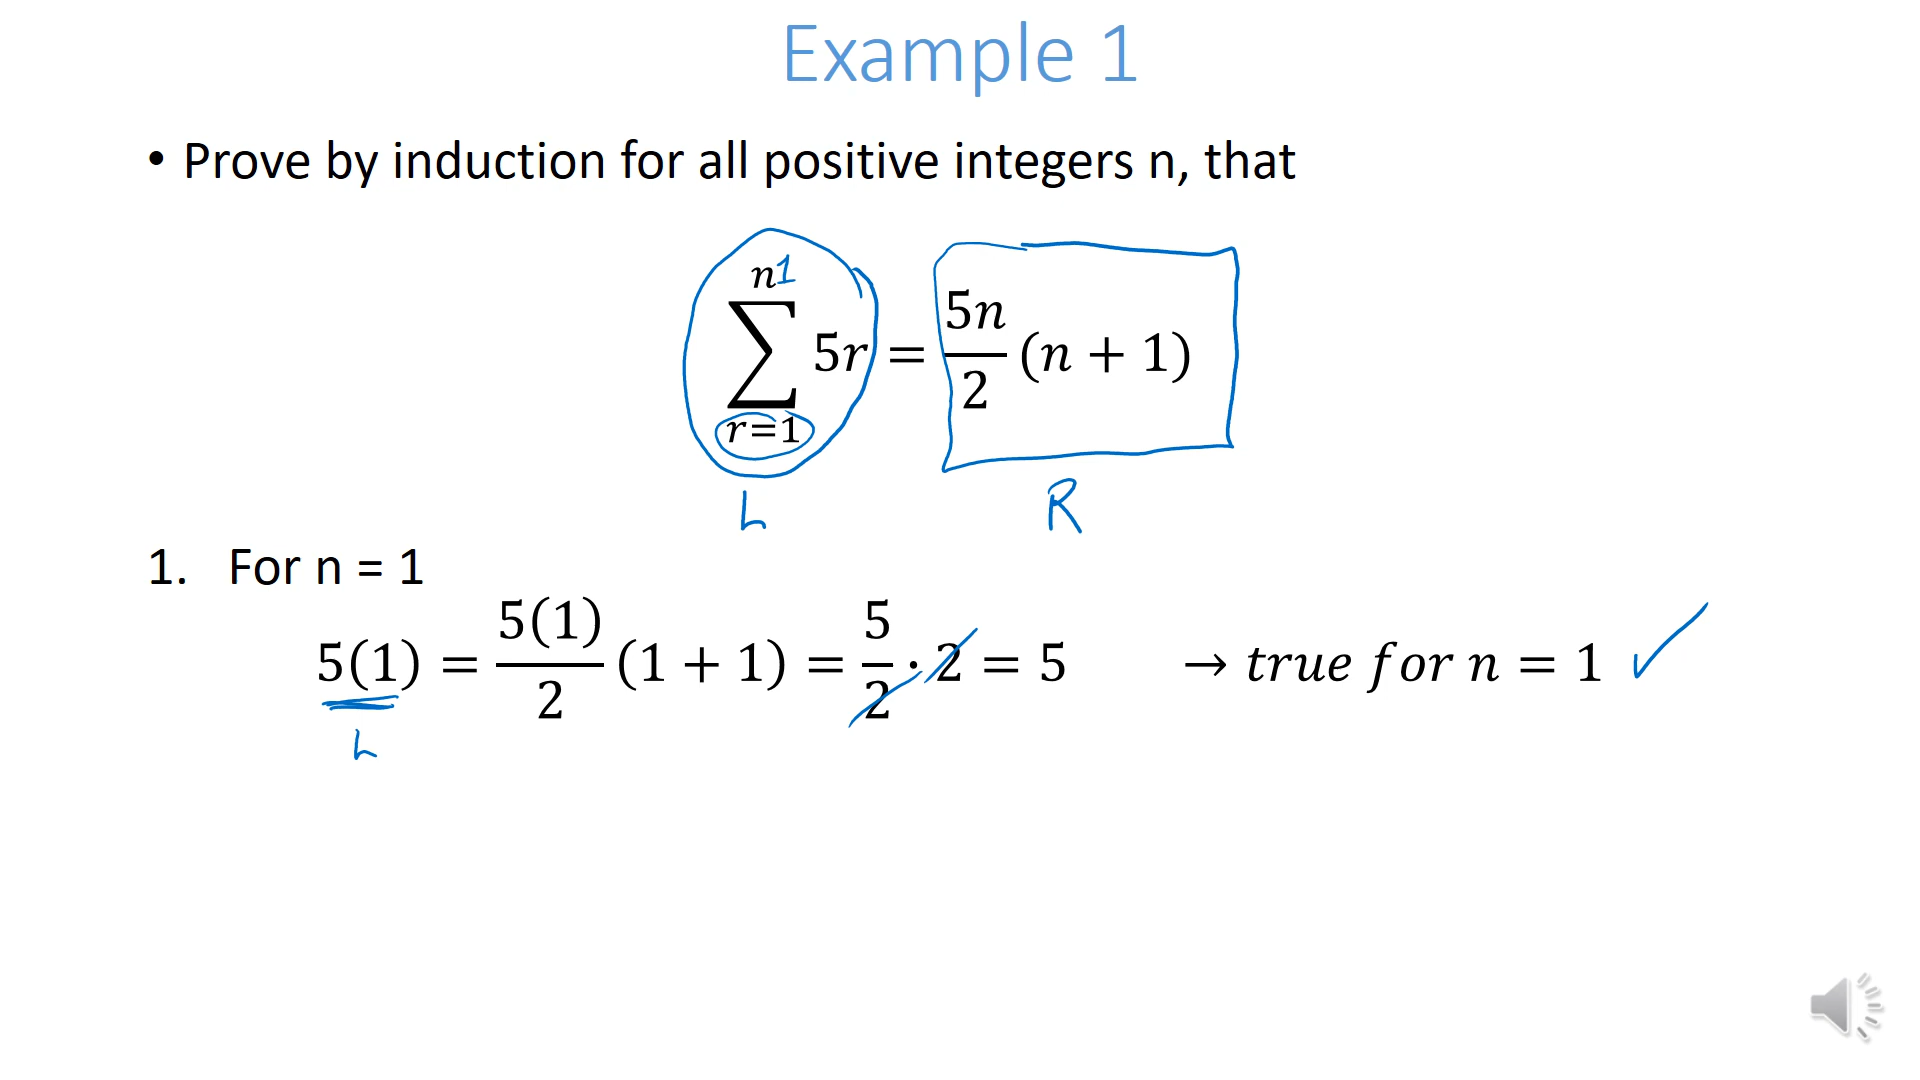 Example 1
• Prove by induction for all positive integers n, that
n 1
∑ 5r = 5n/2 (n + 1)
r=1
L R
1. For n = 1
5(1) = 5(1)/2 (1 + 1) = 5/2 · 2 = 5 → true for n = 1 ✓
L